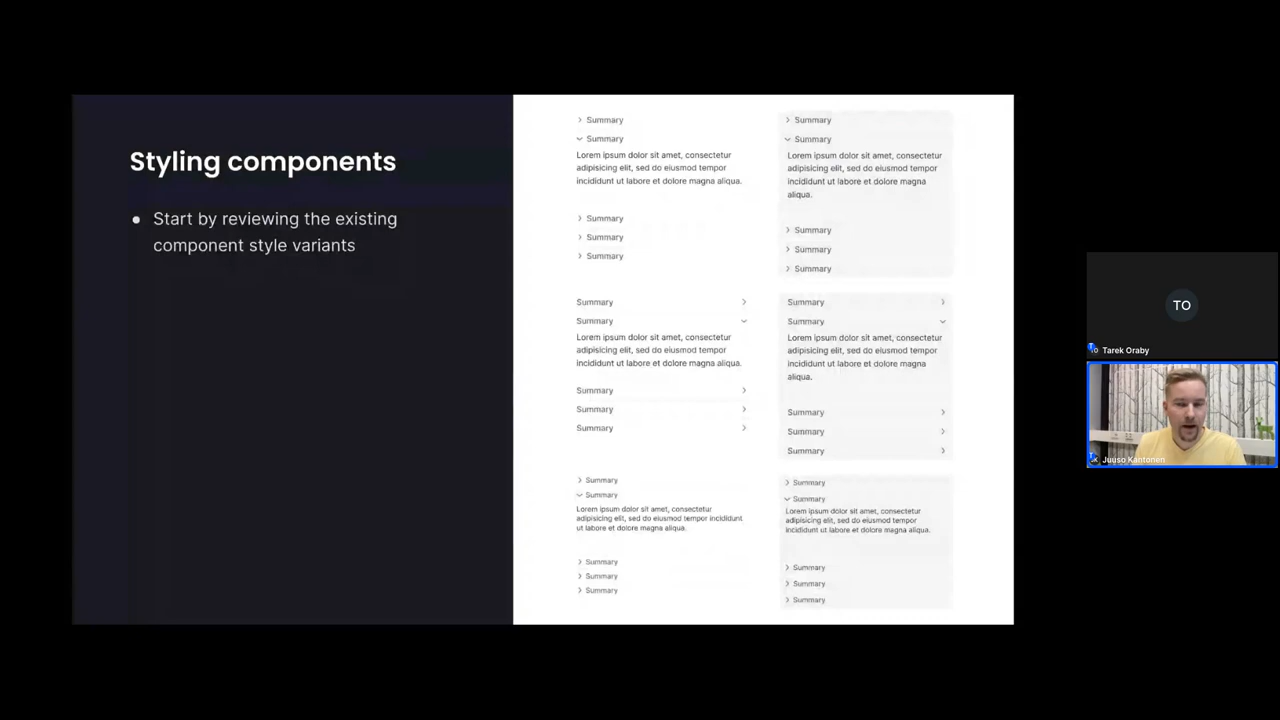 Styling components
Start by reviewing the existing
component style variants
Summary
Summary
Lorem ipsum dolor sit amet, consectetur
adipisicing elit, sed do eiusmod tempor
incididunt ut labore et dolore magna aliqua.
Summary
Summary
Summary
Summary
Summary
Lorem ipsum dolor sit amet, consectetur
adipisicing elit, sed do eiusmod tempor
incididunt ut labore et dolore magna
aliqua.
Summary
Summary
Summary
Summary
Summary
Lorem ipsum dolor sit amet, consectetur
adipisicing elit, sed do eiusmod tempor
incididunt ut labore et dolore magna aliqua.
Summary
Summary
Summary
Summary
Summary
Lorem ipsum dolor sit amet, consectetur
adipisicing elit, sed do eiusmod tempor
incididunt ut labore et dolore magna
aliqua.
Summary
Summary
Summary
Summary
Summary
Lorem ipsum dolor sit amet, consectetur
adipisicing elit, sed do eiusmod tempor incididunt
ut labore et dolore magna aliqua.
Summary
Summary
Summary
Summary
Summary
Lorem ipsum dolor sit amet, consectetur
adipisicing elit, sed do eiusmod tempor
incididunt ut labore et dolore magna aliqua.
Summary
Summary
Summary
TO
Tarek Oraby
Juuso Kantonen